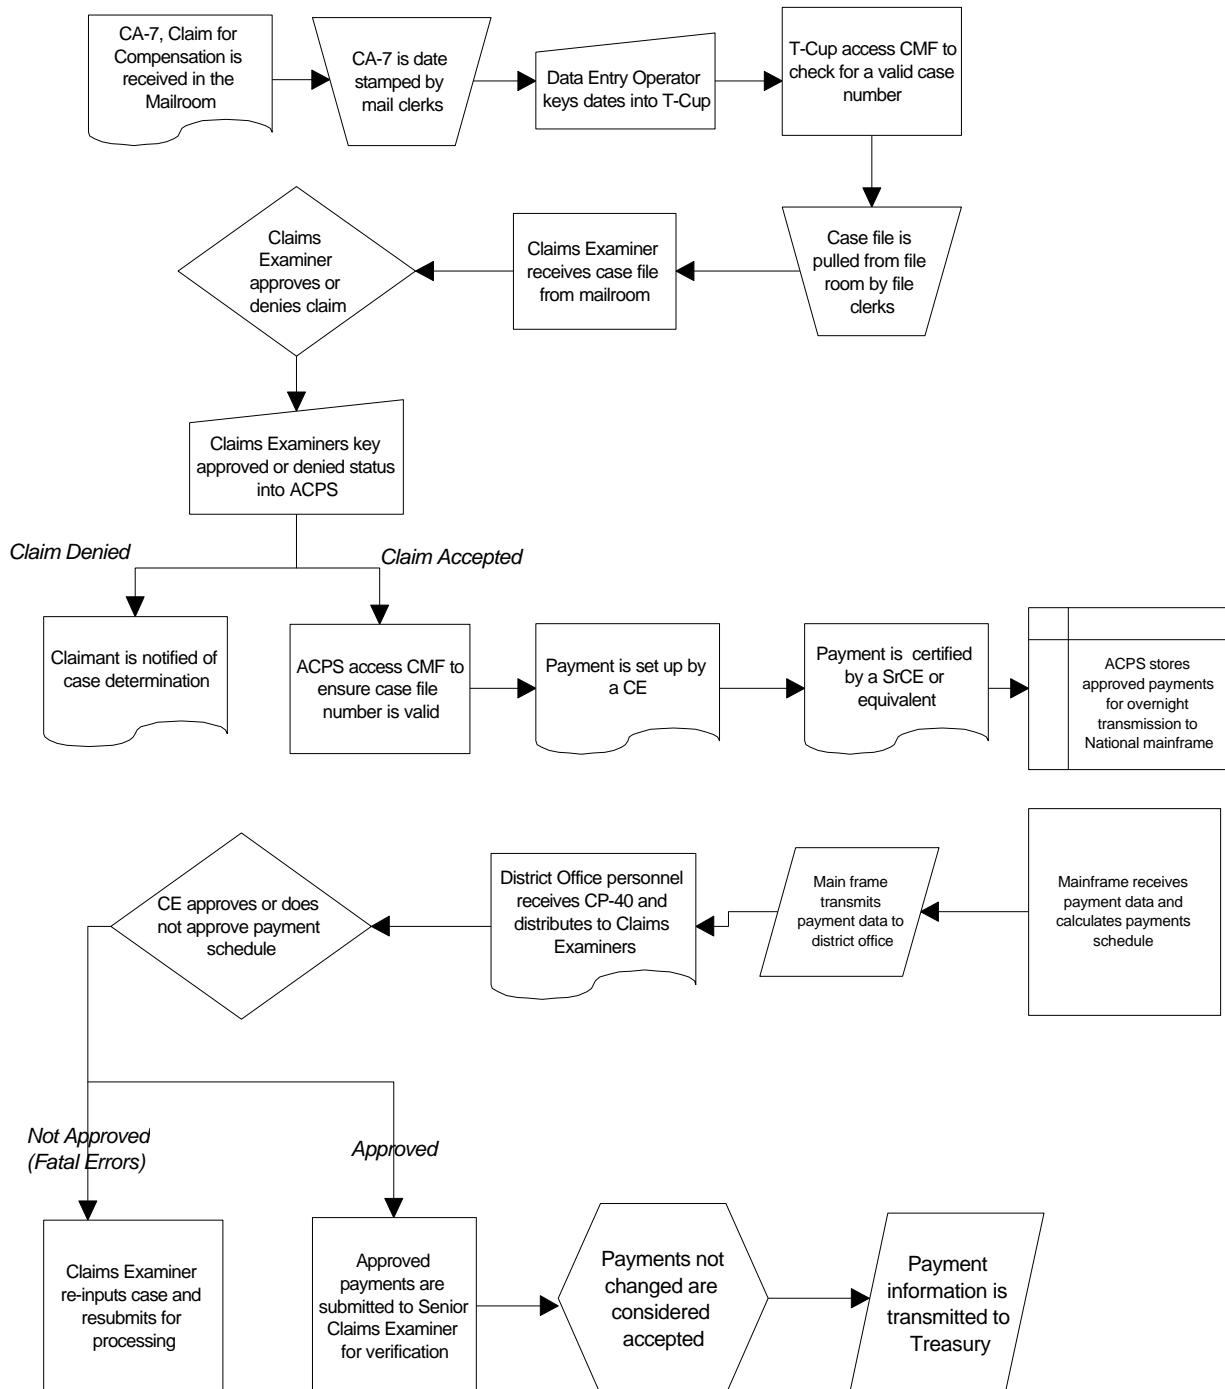 CA-7, Claim for
Compensation is
received in the
Mailroom
CA-7 is date
stamped by
mail clerks
Data Entry Operator
keys dates into T-Cup
T-Cup access CMF to
check for a valid case
number
Case file is
pulled from file
room by file
clerks
Claims Examiner
receives case file
from mailroom
Claims
Examiner
approves or
denies claim
Claims Examiners key
approved or denied status
into ACPS
Claim Denied
Claim Accepted
Claimant is notified of
case determination
ACPS access CMF to
ensure case file
number is valid
Payment is set up by
a CE
Payment is certified
by a SrCE or
equivalent
ACPS stores
approved payments
for overnight
transmission to
National mainframe
Mainframe receives
payment data and
calculates payments
schedule
Main frame
transmits
payment data to
district office
District Office personnel
receives CP-40 and
distributes to Claims
Examiners
CE approves or does
not approve payment
schedule
Not Approved
(Fatal Errors)
Approved
Claims Examiner
re-inputs case and
resubmits for
processing
Approved
payments are
submitted to Senior
Claims Examiner
for verification
Payments not
changed are
considered
accepted
Payment
information is
transmitted to
Treasury